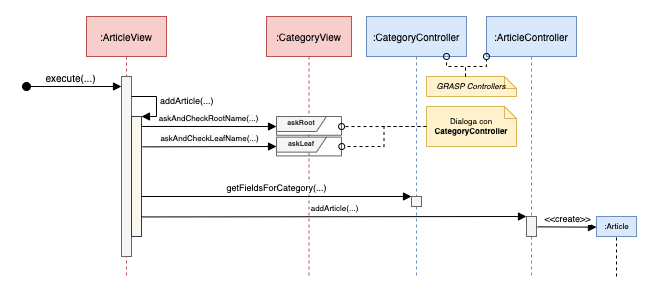 :ArticleView
:CategoryView
:CategoryController
:ArticleController
execute(...)
GRASP Controllers
addArticle(...)
askAndCheckRootName(...)
askRoot
Dialoga con
CategoryController
askAndCheckLeafName(...)
askLeaf
getFieldsForCategory(...)
addArticle(...)
<<create>>
:Article